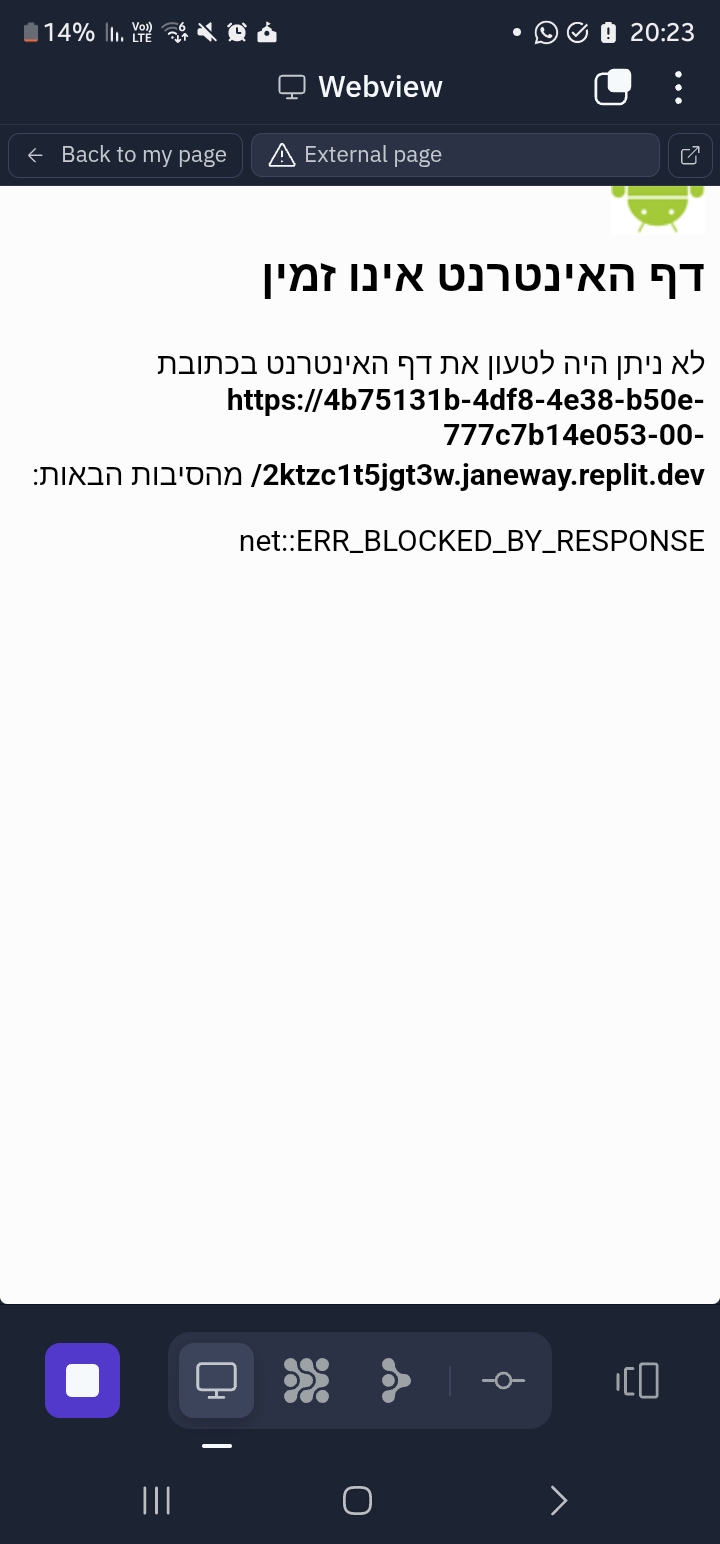 14% Vo)) LTE 6 20:23
Webview
Back to my page External page
דף האינטרנט אינו זמין
לא ניתן היה לטעון את דף האינטרנט בכתובת
https://4b75131b-4df8-4e38-b50e-
777c7b14e053-00-
2ktzc1t5jgt3w.janeway.replit.dev/ מהסיבות הבאות:
net::ERR_BLOCKED_BY_RESPONSE